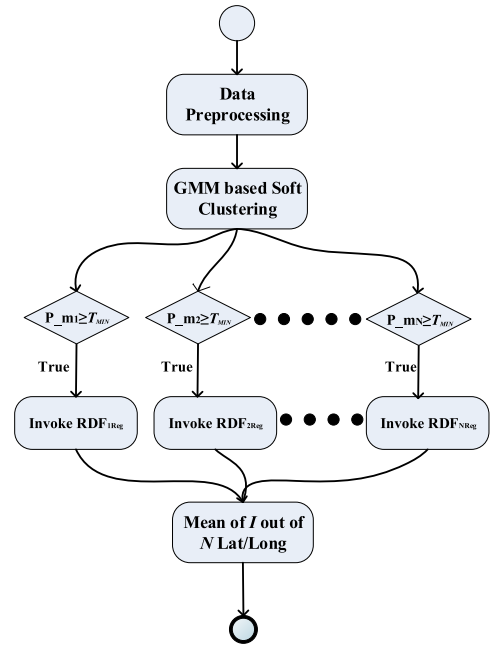 Data
Preprocessing
GMM based Soft
Clustering
P_m1≥TMIN
P_m2≥TMIN
P_mN≥TMIN
True
True
True
Invoke RDF1Reg
Invoke RDF2Reg
Invoke RDFNReg
Mean of I out of
N Lat/Long